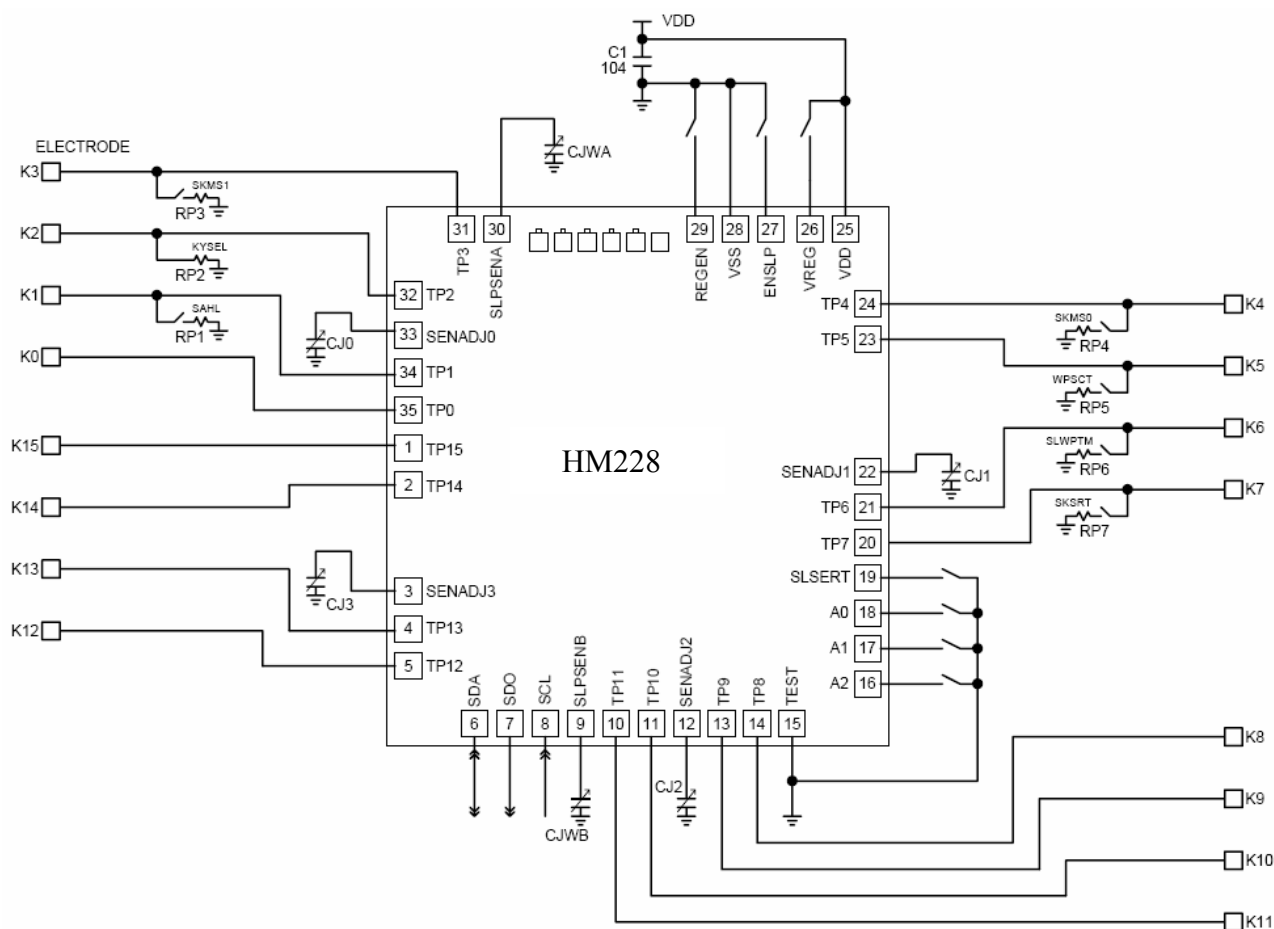 VDD
C1
104
CJWA
ELECTRODE
K3
SKMS1
RP3
K2
KYSEL
RP2
K1
SAHL
RP1
K0
K15
K14
K13
K12
CJ0
CJ3
31
30
29
28
27
26
25
TP3
SLPSENA
REGEN
VSS
ENSLP
VREG
VDD
32 TP2
33 SENADJ0
34 TP1
35 TP0
1 TP15
2 TP14
3 SENADJ3
4 TP13
5 TP12
HM228
TP4 24
TP5 23
SENADJ1 22
TP6 21
TP7 20
SLSERT 19
A0 18
A1 17
A2 16
K4
SKMS0
RP4
K5
WPSCT
RP5
K6
SLWPTM
RP6
CJ1
K7
SKSRT
RP7
SDA
SDO
SCL
SLPSENB
TP11
TP10
SENADJ2
TP9
TP8
TEST
6
7
8
9
10
11
12
13
14
15
CJWB
CJ2
K8
K9
K10
K11